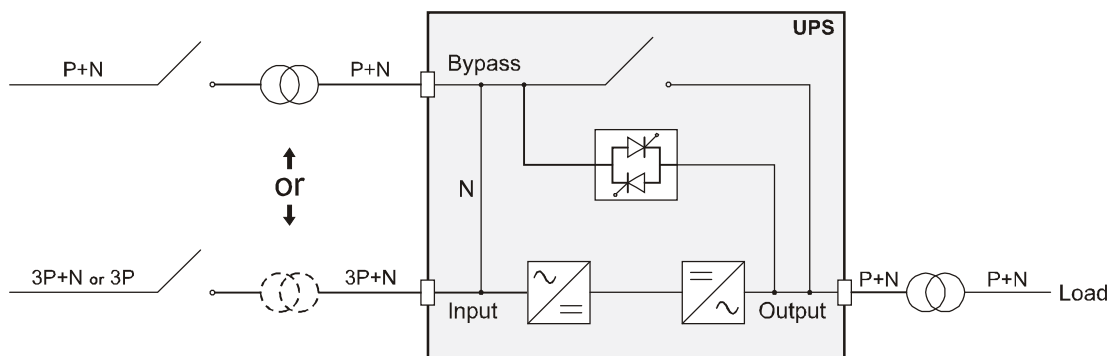 UPS
P+N
P+N
Bypass
or
N
3P+N or 3P
3P+N
Input
Output
P+N
P+N
Load